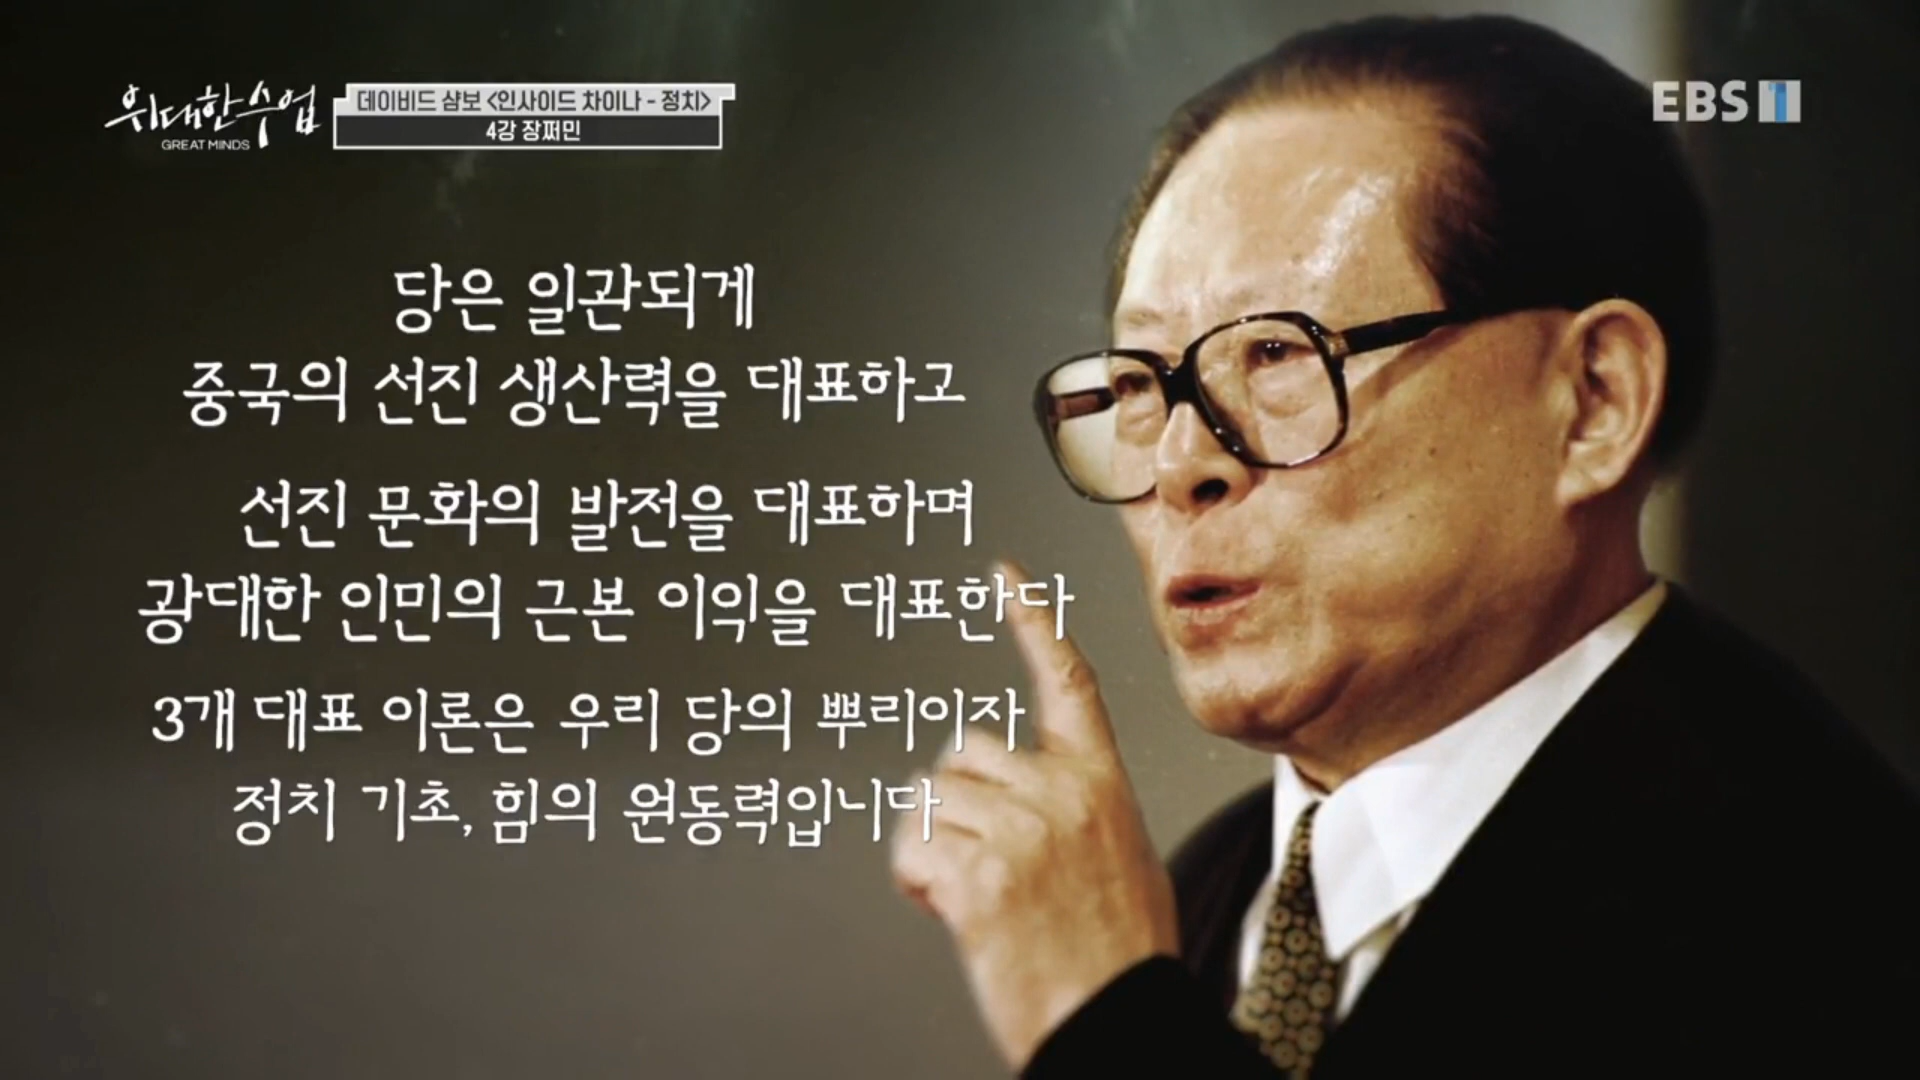 위대한 수업
GREAT MINDS
데이비드 샴보 <인사이드 차이나 - 정치>
4강 장쩌민
EBS 1
당은 일관되게
중국의 선진 생산력을 대표하고
선진 문화의 발전을 대표하며
광대한 인민의 근본 이익을 대표한다
3개 대표 이론은 우리 당의 뿌리이자
정치 기초, 힘의 원동력입니다